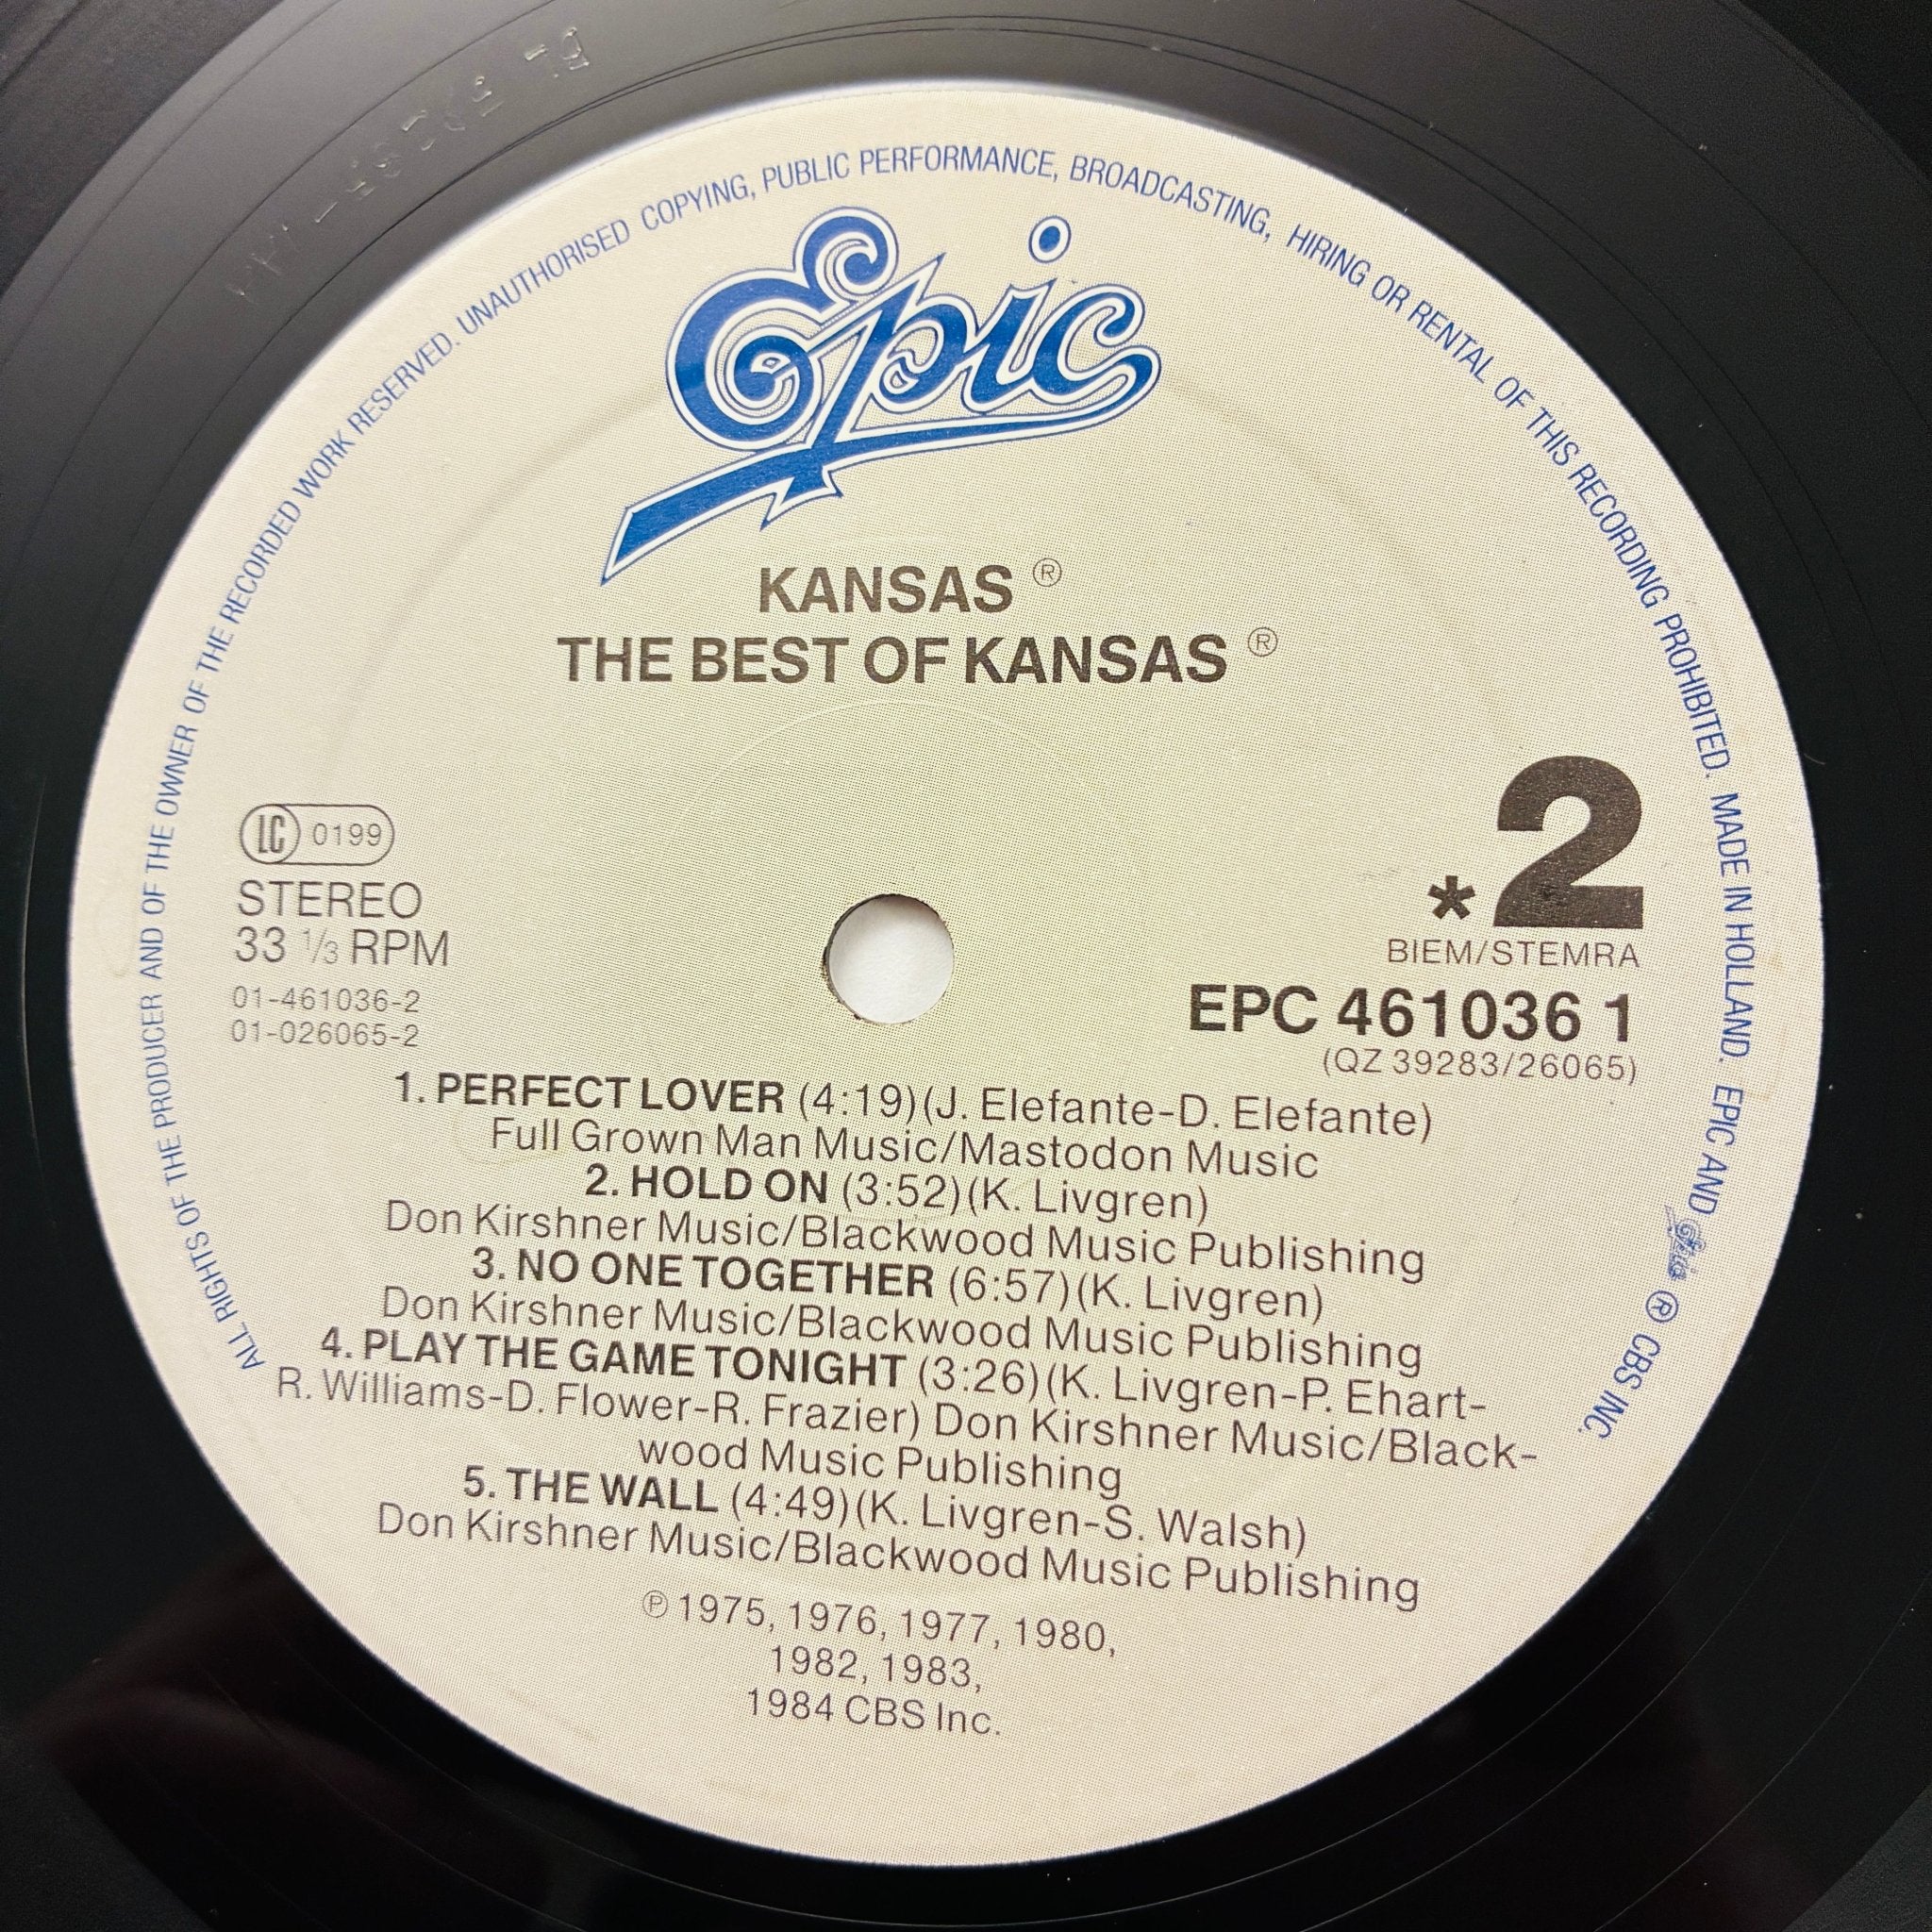 ALL RIGHTS OF THE PRODUCER AND OF THE OWNER OF THE RECORDED WORK RESERVED. UNAUTHORISED COPYING, PUBLIC PERFORMANCE, BROADCASTING, HIRING OR RENTAL OF THIS RECORDING PROHIBITED. MADE IN HOLLAND. EPIC AND Epic ® CBS INC.
Epic
KANSAS ®
THE BEST OF KANSAS ®
LC 0199
STEREO
33 1/3 RPM
01-461036-2
01-026065-2
*2
BIEM/STEMRA
EPC 461036 1
(QZ 39283/26065)
1. PERFECT LOVER (4:19)(J. Elefante-D. Elefante)
Full Grown Man Music/Mastodon Music
2. HOLD ON (3:52)(K. Livgren)
Don Kirshner Music/Blackwood Music Publishing
3. NO ONE TOGETHER (6:57)(K. Livgren)
Don Kirshner Music/Blackwood Music Publishing
4. PLAY THE GAME TONIGHT (3:26)(K. Livgren-P. Ehart-
R. Williams-D. Flower-R. Frazier) Don Kirshner Music/Black-
wood Music Publishing
5. THE WALL (4:49)(K. Livgren-S. Walsh)
Don Kirshner Music/Blackwood Music Publishing
℗ 1975, 1976, 1977, 1980,
1982, 1983,
1984 CBS Inc.